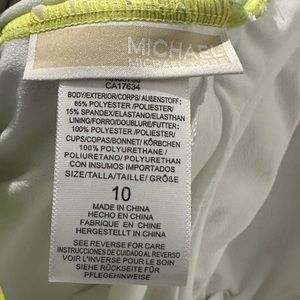 MICHAEL
MICHAEL
CA17634
BODY/EXTERIOR/CORPS/ AUßENSTOFF:
85% POLYESTER /POLIESTER/
15% SPANDEX/ELASTANO/ELASTHAN
LINING/FORRO/DOUBLURE/FUTTER:
100% POLYESTER/POLIESTER
CUPS/COPAS/BONNET/ KÖRBCHEN
100% POLYURETHANE /
POLIURETANO / POLYURETHAN
CON INSUMOS IMPORTADOS
SIZE/TALLA/TAILLE/ GRÖßE
10
MADE IN CHINA
HECHO EN CHINA
FABRIQUE EN CHINE
HERGESTELLT IN CHINA
SEE REVERSE FOR CARE
INSTRUCCIONES DE CUIDADO AL REVERSO
VOIR L'INVERSE POUR LE SOIN
SIEHE RÜCKSEITE FÜR
PFLEGEHINWEISE